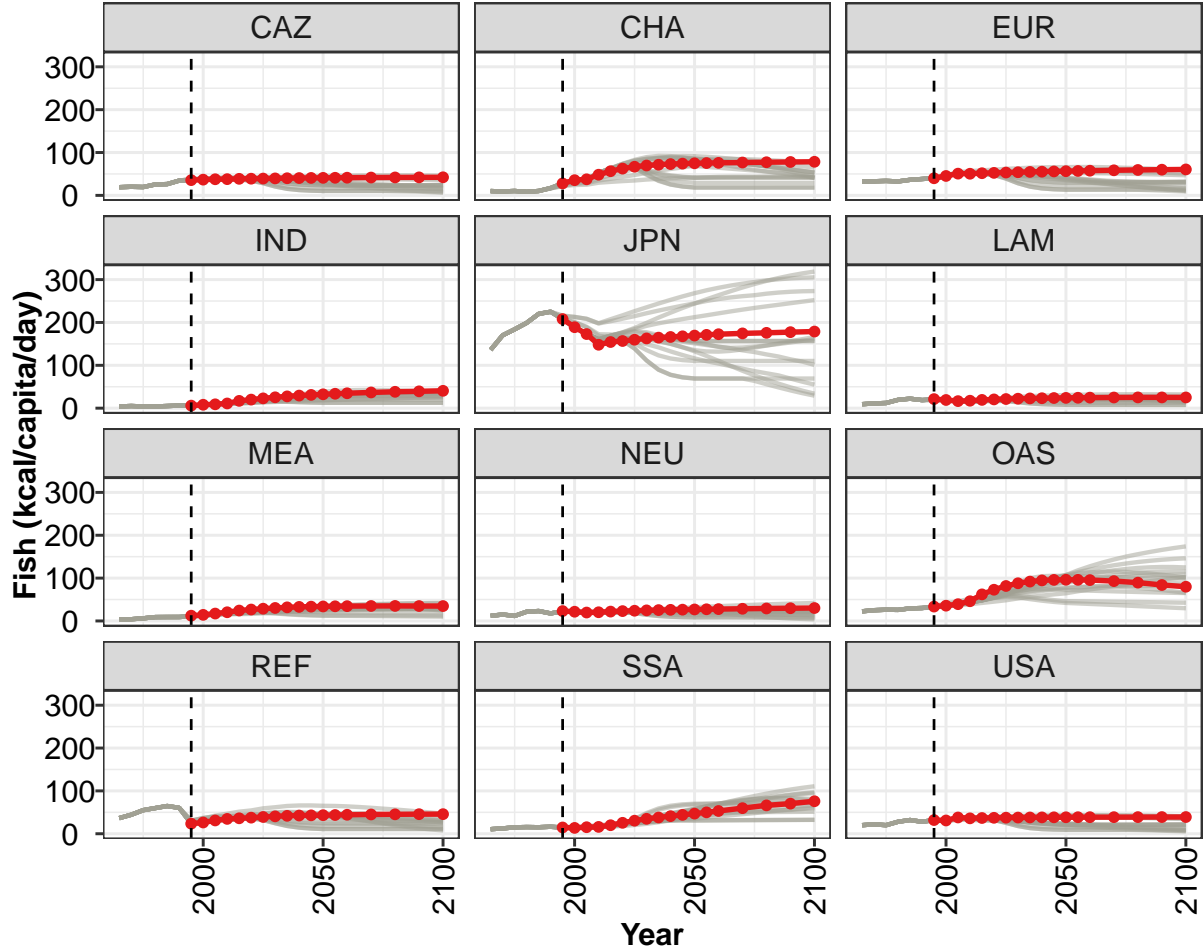 CAZ CHA EUR
300
200
100
0
IND JPN LAM
300
200
100
0
MEA NEU OAS
300
200
100
0
REF SSA USA
300
200
100
0
2000 2050 2100 2000 2050 2100 2000 2050 2100
Year
Fish (kcal/capita/day)